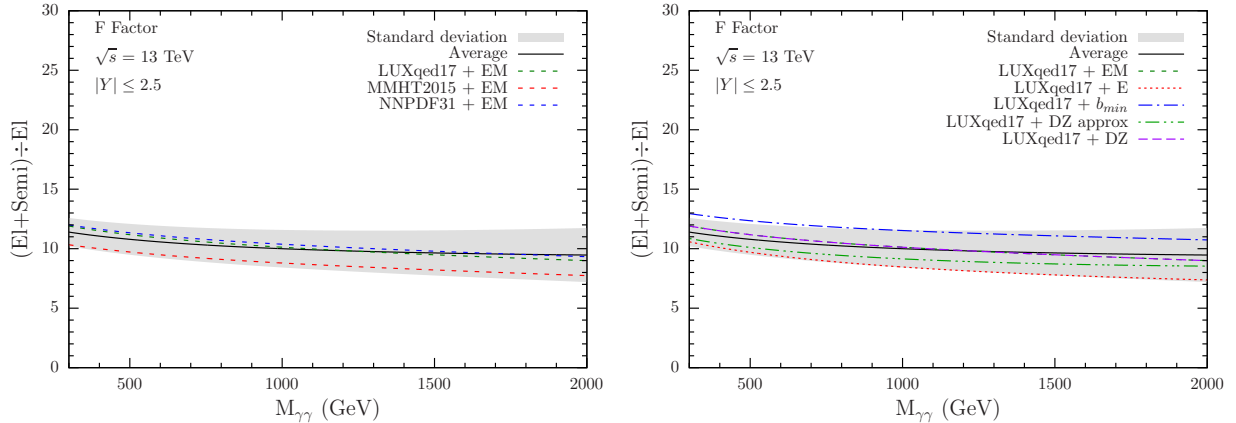 F Factor
√s = 13 TeV
|Y| ≤ 2.5
Standard deviation
Average
LUXqed17 + EM
MMHT2015 + EM
NNPDF31 + EM
(El+Semi)÷El
30
25
20
15
10
5
0
500
1000
1500
2000
M_γγ (GeV)
F Factor
√s = 13 TeV
|Y| ≤ 2.5
Standard deviation
Average
LUXqed17 + EM
LUXqed17 + E
LUXqed17 + b_min
LUXqed17 + DZ approx
LUXqed17 + DZ
(El+Semi)÷El
30
25
20
15
10
5
0
500
1000
1500
2000
M_γγ (GeV)